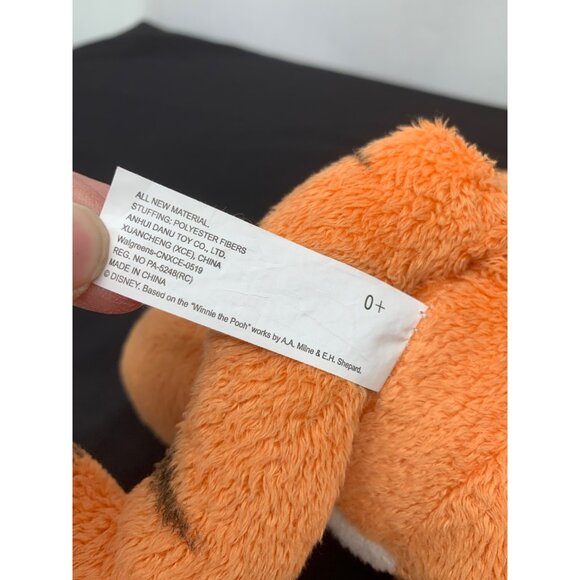 ALL NEW MATERIAL.
STUFFING: POLYESTER FIBERS
ANHUI DANU TOY CO., LTD.
XUANCHENG (XCE), CHINA
Walgreens-CNXCE-0519
REG. NO PA-5248(RC)
MADE IN CHINA
© DISNEY. Based on the "Winnie the Pooh" works by A.A. Milne & E.H. Shepard.
0+